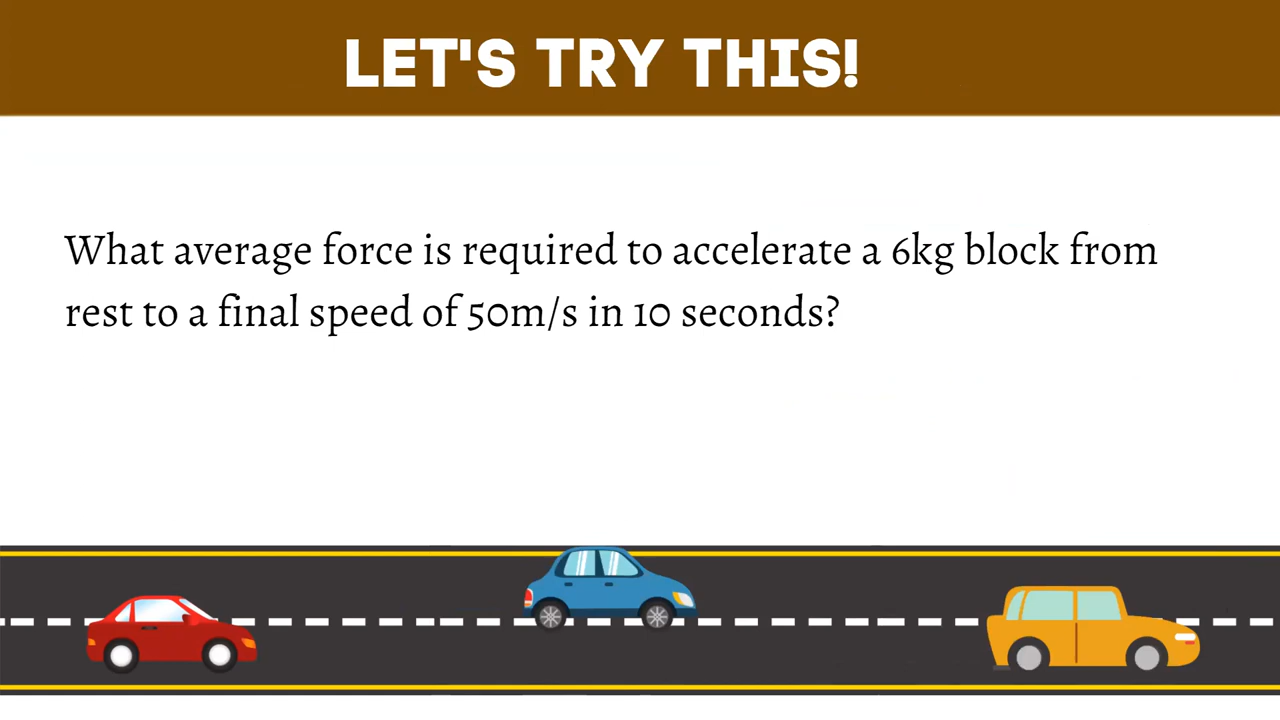 LET'S TRY THIS!
What average force is required to accelerate a 6kg block from
rest to a final speed of 50m/s in 10 seconds?